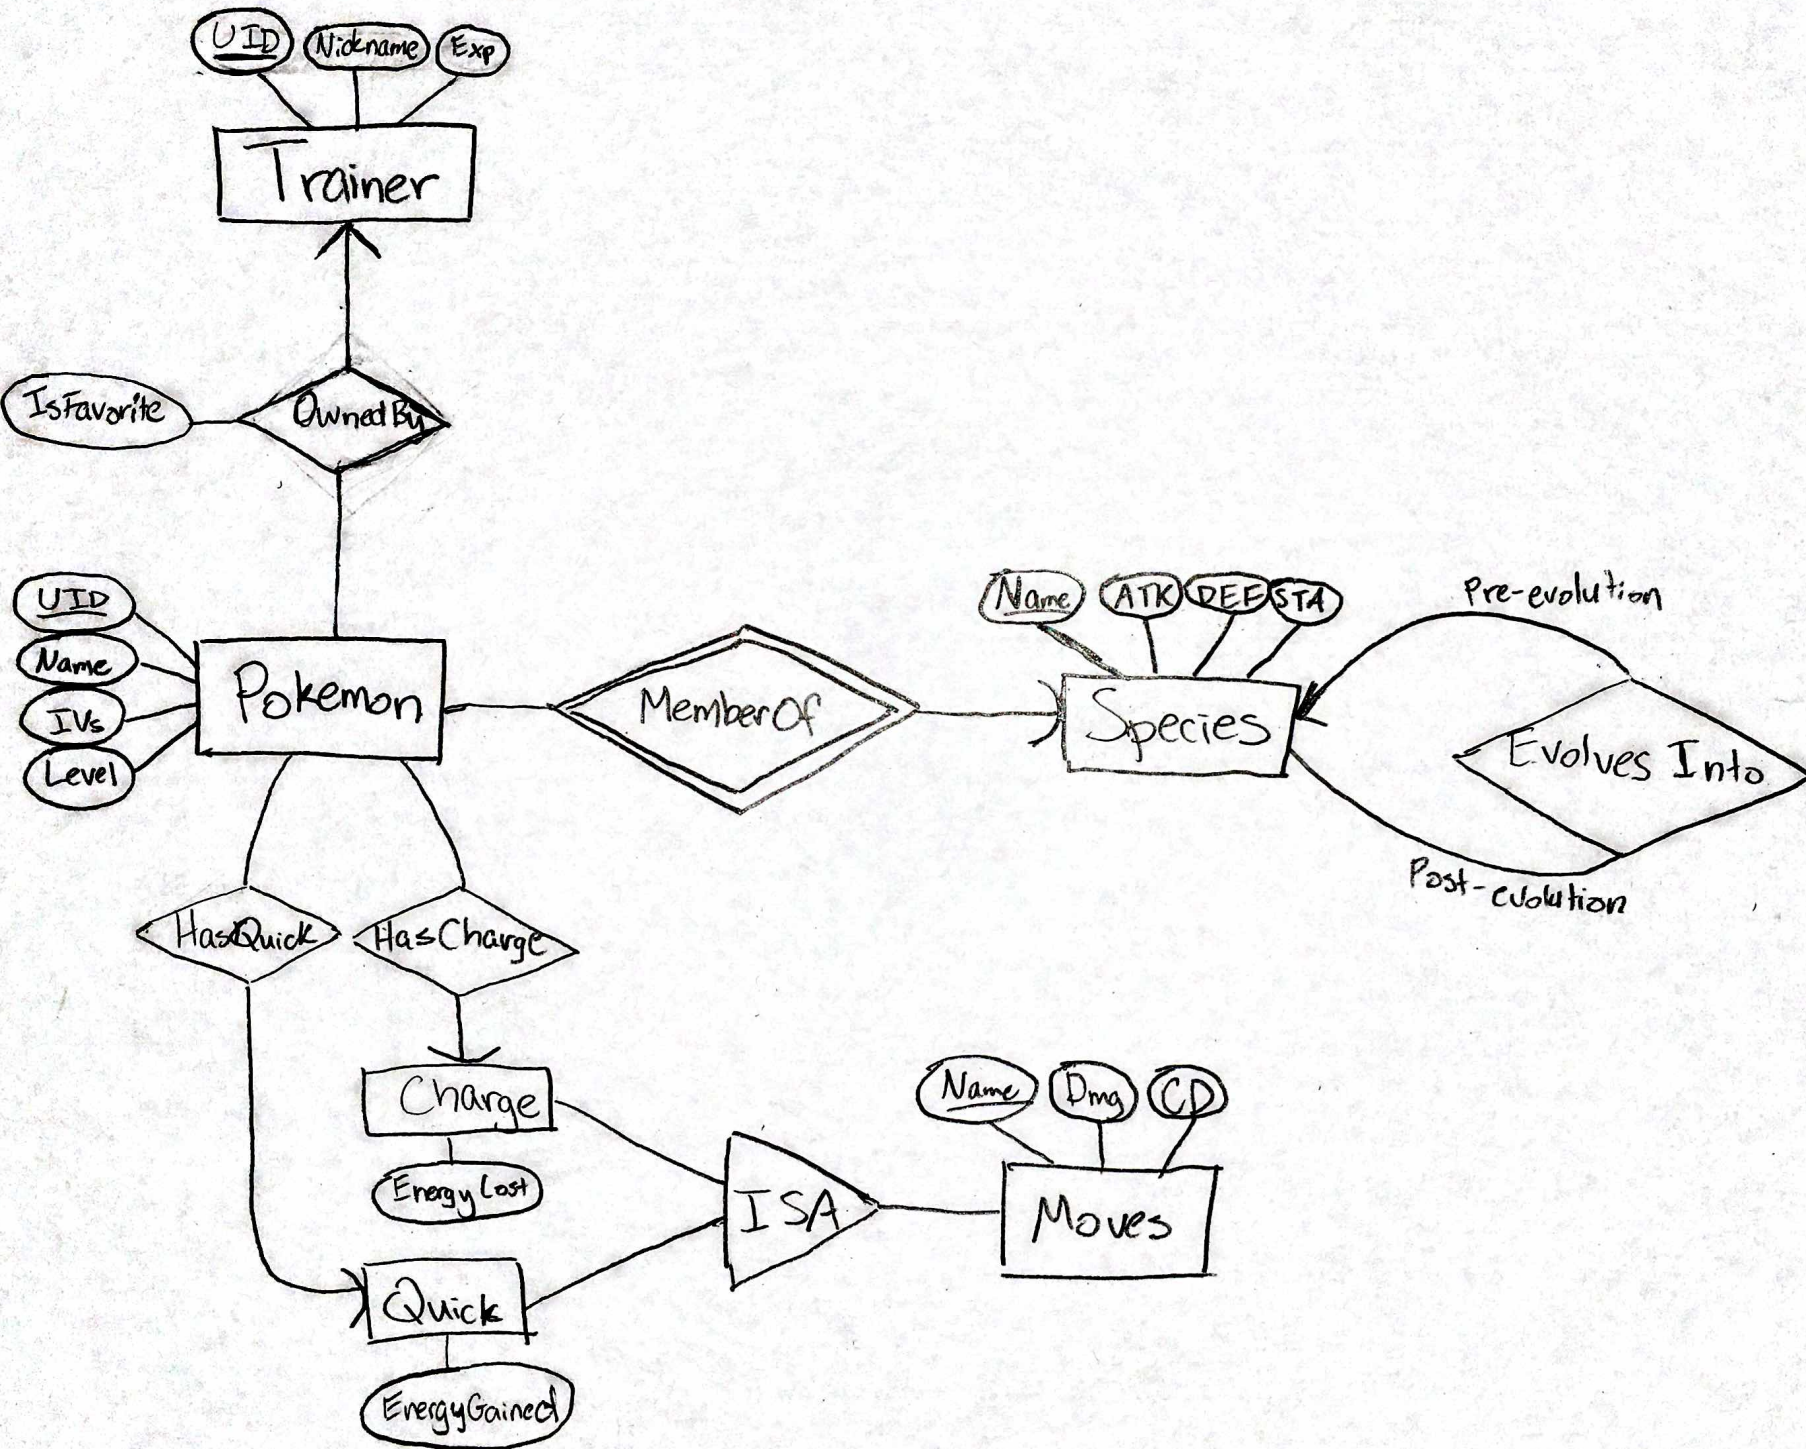 UID
Nickname
Exp
Trainer
IsFavorite
OwnedBy
UID
Name
IVs
Level
Pokemon
MemberOf
Name
ATK
DEF
STA
Species
Pre-evolution
Evolves Into
Post-evolution
HasQuick
HasCharge
Charge
EnergyCost
Quick
EnergyGained
ISA
Name
Dmg
CD
Moves